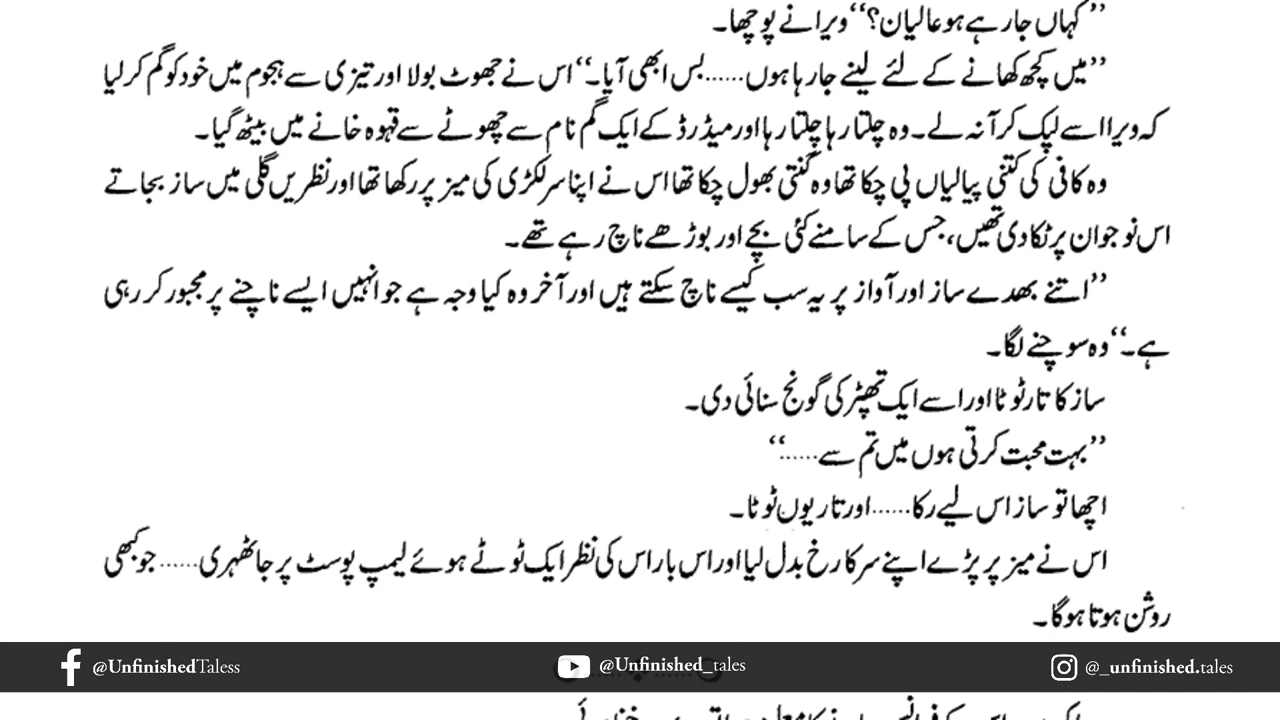 ’’کہاں جارہے ہو عالیان؟‘‘ ویرا نے پوچھا۔
’’میں کچھ کھانے کے لئے لینے جا رہا ہوں......بس ابھی آیا۔‘‘ اس نے جھوٹ بولا اور تیزی سے ہجوم میں خود کو گم کر لیا
کہ ویرا اسے لپک کر آ نہ لے۔ وہ چلتا رہا چلتا رہا اور میڈرڈ کے ایک گم نام سے چھوٹے سے قہوہ خانے میں بیٹھ گیا۔
وہ کافی کی کتنی پیالیاں پی چکا تھا وہ گنتی بھول چکا تھا اس نے اپنا سر لکڑی کی میز پر رکھا تھا اور نظریں گلی میں ساز بجاتے
اس نوجوان پر ٹکا دی تھیں، جس کے سامنے کئی بچے اور بوڑھے ناچ رہے تھے۔
’’اتنے بھدے ساز اور آواز پر یہ سب کیسے ناچ سکتے ہیں اور آخر وہ کیا وجہ ہے جو انہیں ایسے ناچنے پر مجبور کر رہی
ہے۔‘‘ وہ سوچنے لگا۔
ساز کا تار ٹوٹا اور اسے ایک تھپڑ کی گونج سنائی دی۔
’’بہت محبت کرتی ہوں میں تم سے......‘‘
اچھا تو ساز اس لیے رکا......اور تار یوں ٹوٹا۔
اس نے میز پر پڑے اپنے سر کا رخ بدل لیا اور اس بار اس کی نظر ایک ٹوٹے ہوئے لیمپ پوسٹ پر جا ٹھہری......جو کبھی
روشن ہوتا ہوگا۔
@UnfinishedTaless
@Unfinished_tales
@_unfinished.tales